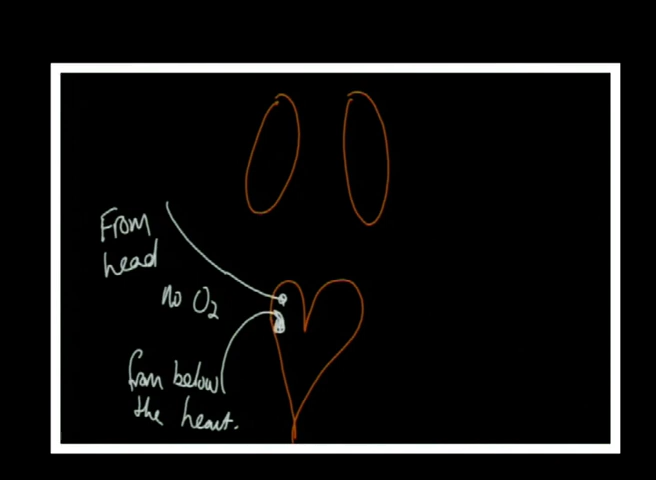 From
head
no O2
from below
the heart.